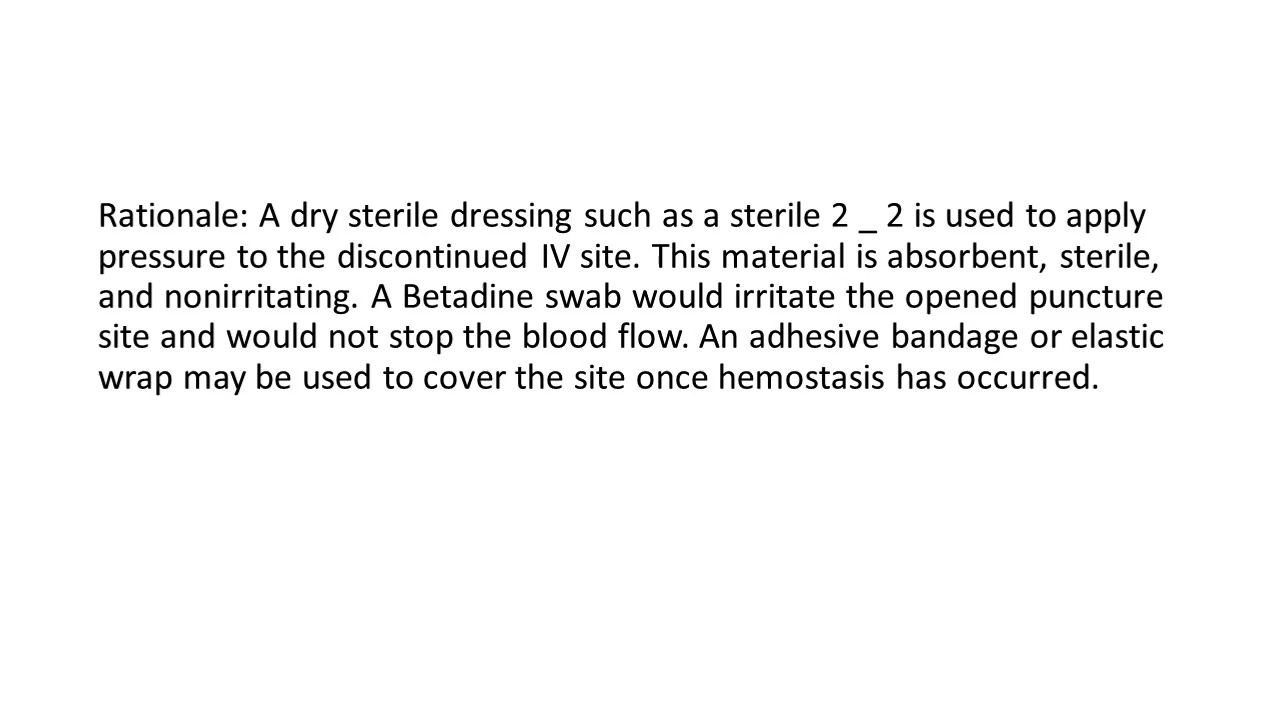 Rationale: A dry sterile dressing such as a sterile 2 _ 2 is used to apply
pressure to the discontinued IV site. This material is absorbent, sterile,
and nonirritating. A Betadine swab would irritate the opened puncture
site and would not stop the blood flow. An adhesive bandage or elastic
wrap may be used to cover the site once hemostasis has occurred.